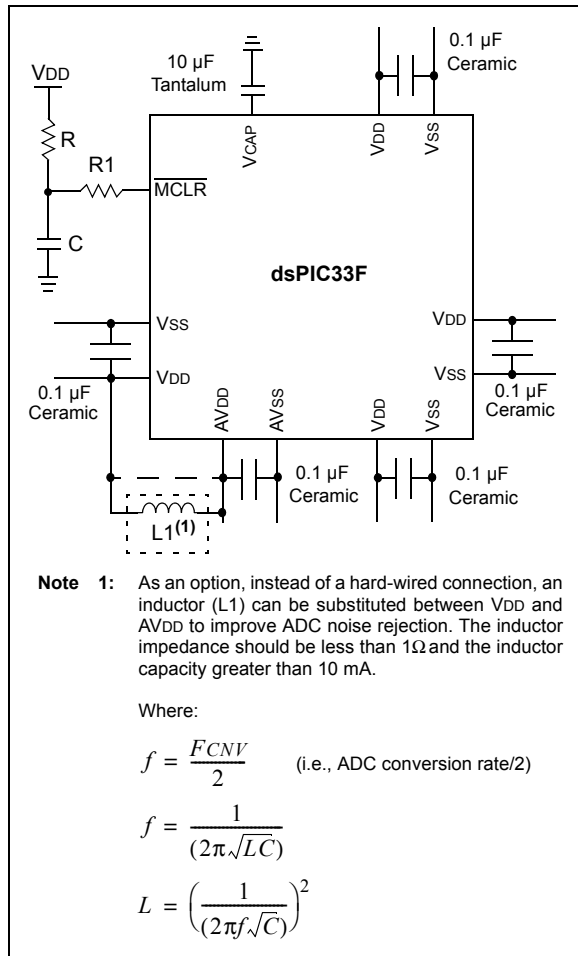 VDD
10 µF
Tantalum
0.1 µF
Ceramic
R
R1
C
VCAP
VDD
VSS
MCLR
dsPIC33F
VSS
VDD
0.1 µF
Ceramic
VDD
VSS
0.1 µF
Ceramic
AVDD
AVSS
VDD
VSS
0.1 µF
Ceramic
0.1 µF
Ceramic
L1(1)
Note 1: As an option, instead of a hard-wired connection, an
inductor (L1) can be substituted between VDD and
AVDD to improve ADC noise rejection. The inductor
impedance should be less than 1Ω and the inductor
capacity greater than 10 mA.
Where:
f = FCNV / 2 (i.e., ADC conversion rate/2)
f = 1 / (2π√LC)
L = (1 / (2πf√C))²